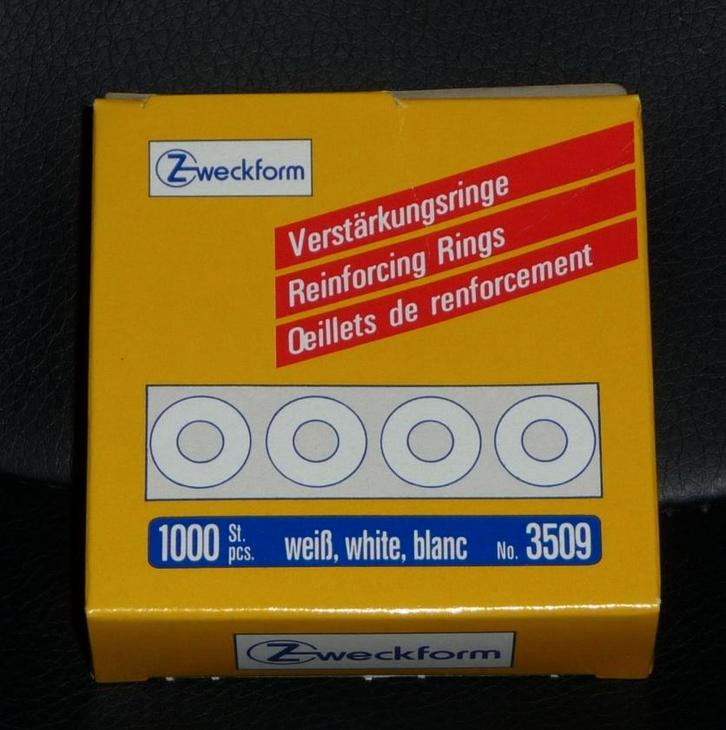 Zweckform
Verstärkungsringe
Reinforcing Rings
Oeillets de renforcement
1000 St. pcs. weiß, white, blanc No. 3509
Zweckform